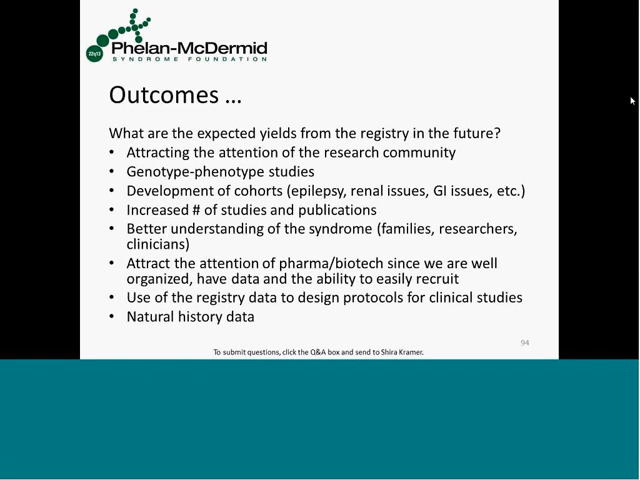 22q13
Phelan-McDermid
SYNDROME FOUNDATION
Outcomes ...
What are the expected yields from the registry in the future?
• Attracting the attention of the research community
• Genotype-phenotype studies
• Development of cohorts (epilepsy, renal issues, GI issues, etc.)
• Increased # of studies and publications
• Better understanding of the syndrome (families, researchers,
clinicians)
• Attract the attention of pharma/biotech since we are well
organized, have data and the ability to easily recruit
• Use of the registry data to design protocols for clinical studies
• Natural history data
94
To submit questions, click the Q&A box and send to Shira Kramer.